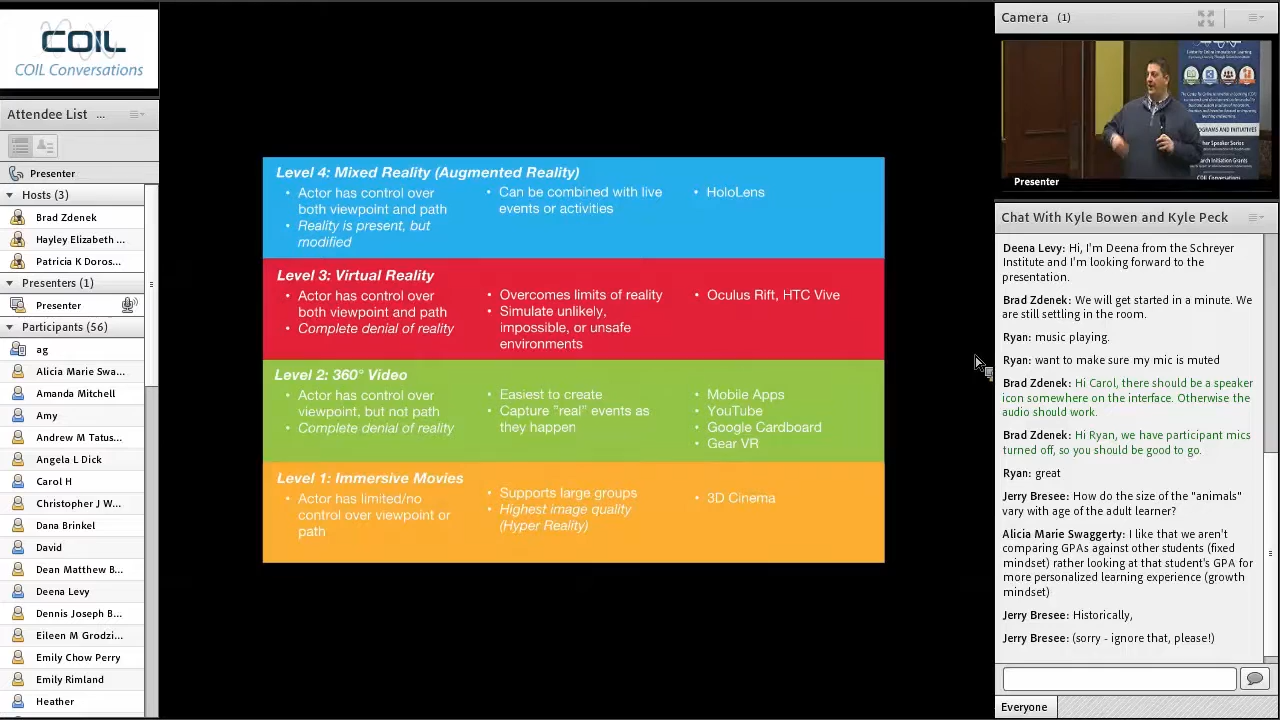 COIL
COIL Conversations
Attendee List ...
Presenter
Hosts (3)
Brad Zdenek
Hayley Elizabeth ...
Patricia K Doros...
Presenters (1)
Presenter
Participants (56)
ag
Alicia Marie Swa...
Amanda Mitchell
Amy
Andrew M Tatus...
Angela L Dick
Carol H
Christopher J W...
Dana Brinkel
David
Dean Matthew B...
Deena Levy
Dennis Joseph B...
Eileen M Grodzi...
Emily Chow Perry
Emily Rimland
Heather
Level 4: Mixed Reality (Augmented Reality)
• Actor has control over
both viewpoint and path
• Reality is present, but
modified
• Can be combined with live
events or activities
• HoloLens
Level 3: Virtual Reality
• Actor has control over
both viewpoint and path
• Complete denial of reality
• Overcomes limits of reality
• Simulate unlikely,
impossible, or unsafe
environments
• Oculus Rift, HTC Vive
Level 2: 360° Video
• Actor has control over
viewpoint, but not path
• Complete denial of reality
• Easiest to create
• Capture "real" events as
they happen
• Mobile Apps
• YouTube
• Google Cardboard
• Gear VR
Level 1: Immersive Movies
• Actor has limited/no
control over viewpoint or
path
• Supports large groups
• Highest image quality
(Hyper Reality)
• 3D Cinema
Camera (1)
OGRAMS AND INITIATIVES
her Speaker Series
arch Initiation Grants
COIL Conversations
Presenter
Chat With Kyle Bowen and Kyle Peck
Deena Levy: Hi, I'm Deena from the Schreyer
Institute and I'm looking forward to the
presentation.
Brad Zdenek: We will get started in a minute. We
are still settling in the room.
Ryan: music playing.
Ryan: want to make sure my mic is muted
Brad Zdenek: Hi Carol, there should be a speaker
icon somewhere on the interface. Otherwise the
audio should work.
Brad Zdenek: Hi Ryan, we have participant mics
turned off, so you should be good to go.
Ryan: great
Jerry Bresee: How do the size of the "animals"
vary with age of the adult learner?
Alicia Marie Swaggerty: I like that we aren't
comparing GPAs against other students (fixed
mindset) rather looking at that student's GPA for
more personalized learning experience (growth
mindset)
Jerry Bresee: Historically,
Jerry Bresee: (sorry - ignore that, please!)
Everyone